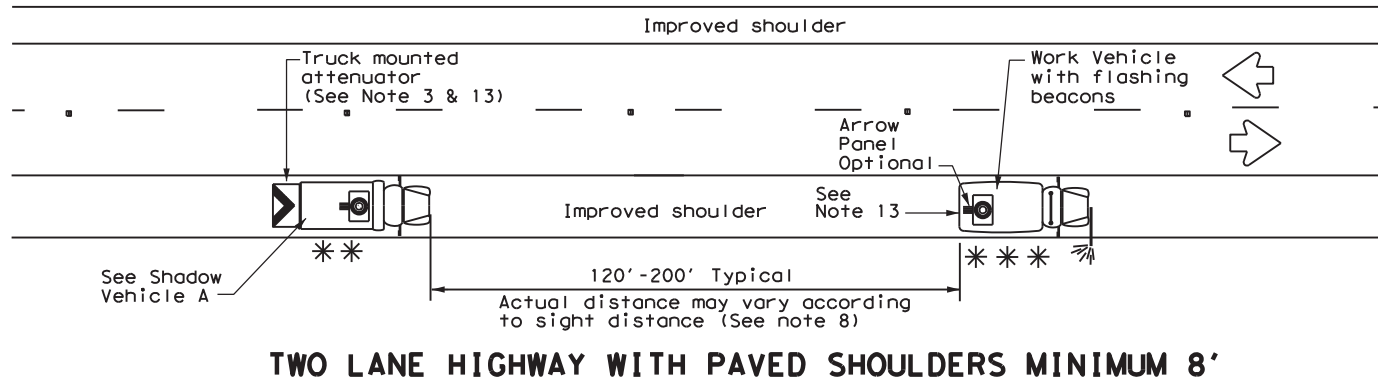 Improved shoulder
Truck mounted
attenuator
(See Note 3 & 13)
Work Vehicle
with flashing
beacons
Arrow
Panel
Optional
See
Note 13
Improved shoulder
See Shadow
Vehicle A
120'-200' Typical
Actual distance may vary according
to sight distance (See note 8)
TWO LANE HIGHWAY WITH PAVED SHOULDERS MINIMUM 8'